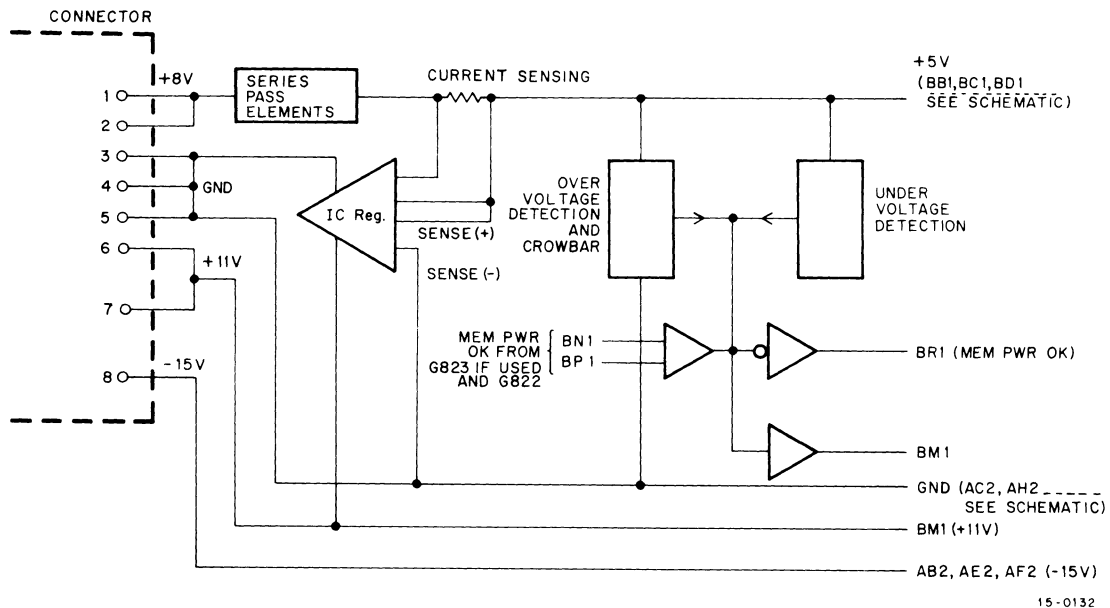 CONNECTOR
+8V
1
2
3
4
5
6
7
8
GND
+11V
-15V
SERIES
PASS
ELEMENTS
CURRENT SENSING
IC Reg.
SENSE (+)
SENSE (-)
OVER
VOLTAGE
DETECTION
AND
CROWBAR
UNDER
VOLTAGE
DETECTION
+5V
(BB1,BC1,BD1
SEE SCHEMATIC)
MEM PWR
OK FROM
G823 IF USED
AND G822
BN1
BP1
BR1 (MEM PWR OK)
BM1
GND (AC2, AH2_____
SEE SCHEMATIC)
BM1 (+11V)
AB2, AE2, AF2 (-15V)
15-0132